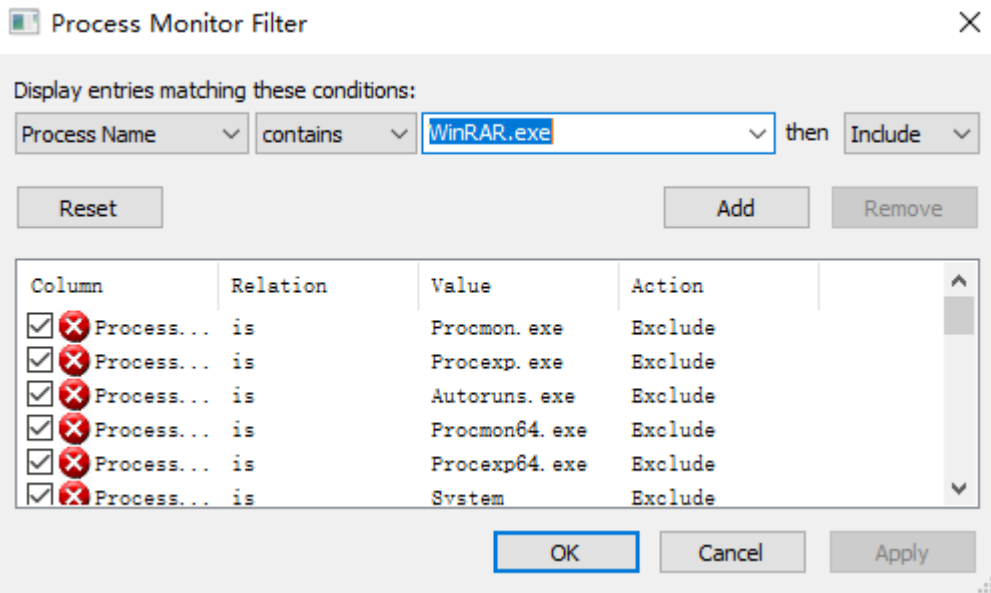 Process Monitor Filter
Display entries matching these conditions:
Process Name contains WinRAR.exe then Include
Reset Add Remove
Column Relation Value Action
Process... is Procmon.exe Exclude
Process... is Procexp.exe Exclude
Process... is Autoruns.exe Exclude
Process... is Procmon64.exe Exclude
Process... is Procexp64.exe Exclude
Process... is System Exclude
OK Cancel Apply